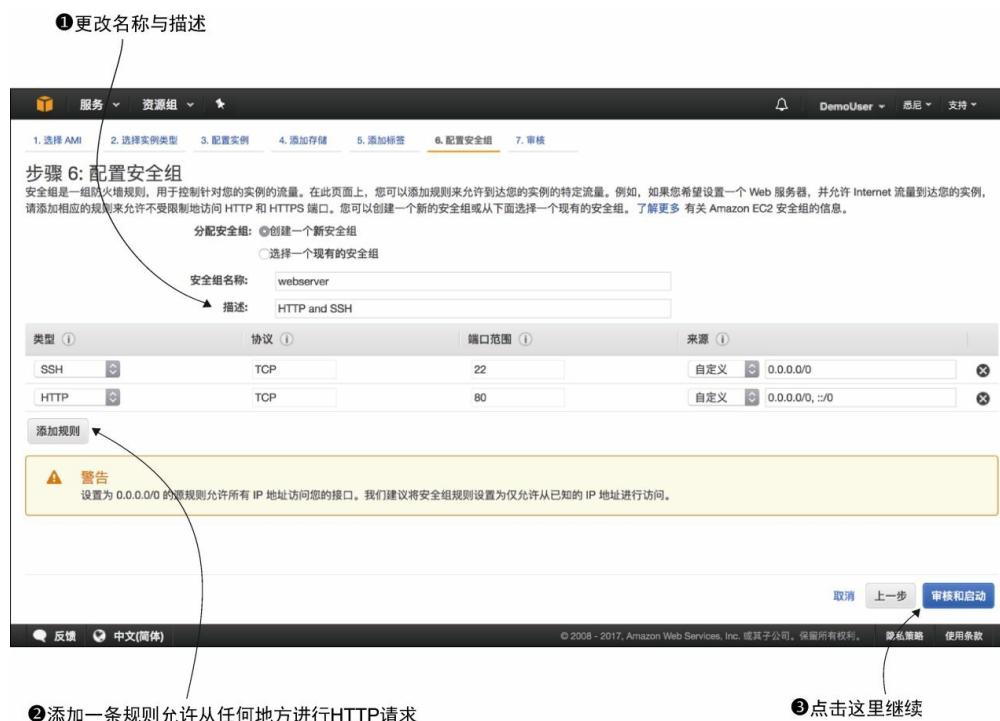 ❶更改名称与描述
服务 资源组 DemoUser 悉尼 支持
1. 选择 AMI 2. 选择实例类型 3. 配置实例 4. 添加存储 5. 添加标签 6. 配置安全组 7. 审核
步骤 6: 配置安全组
安全组是一组防火墙规则，用于控制针对您的实例的流量。在此页面上，您可以添加规则来允许到达您的实例的特定流量。例如，如果您希望设置一个 Web 服务器，并允许 Internet 流量到达您的实例，
请添加相应的规则来允许不受限制地访问 HTTP 和 HTTPS 端口。您可以创建一个新的安全组或从下面选择一个现有的安全组。了解更多 有关 Amazon EC2 安全组的信息。
分配安全组: 创建一个新安全组
选择一个现有的安全组
安全组名称: webserver
描述: HTTP and SSH
类型 协议 端口范围 来源
SSH TCP 22 自定义 0.0.0.0/0
HTTP TCP 80 自定义 0.0.0.0/0, ::/0
添加规则
警告
设置为 0.0.0.0/0 的源规则允许所有 IP 地址访问您的接口。我们建议将安全组规则设置为仅允许从已知的 IP 地址进行访问。
取消 上一步 审核和启动
反馈 中文(简体) © 2008 - 2017, Amazon Web Services, Inc. 或其子公司。保留所有权利。 隐私策略 使用条款
❷添加一条规则允许从任何地方进行HTTP请求
❸点击这里继续